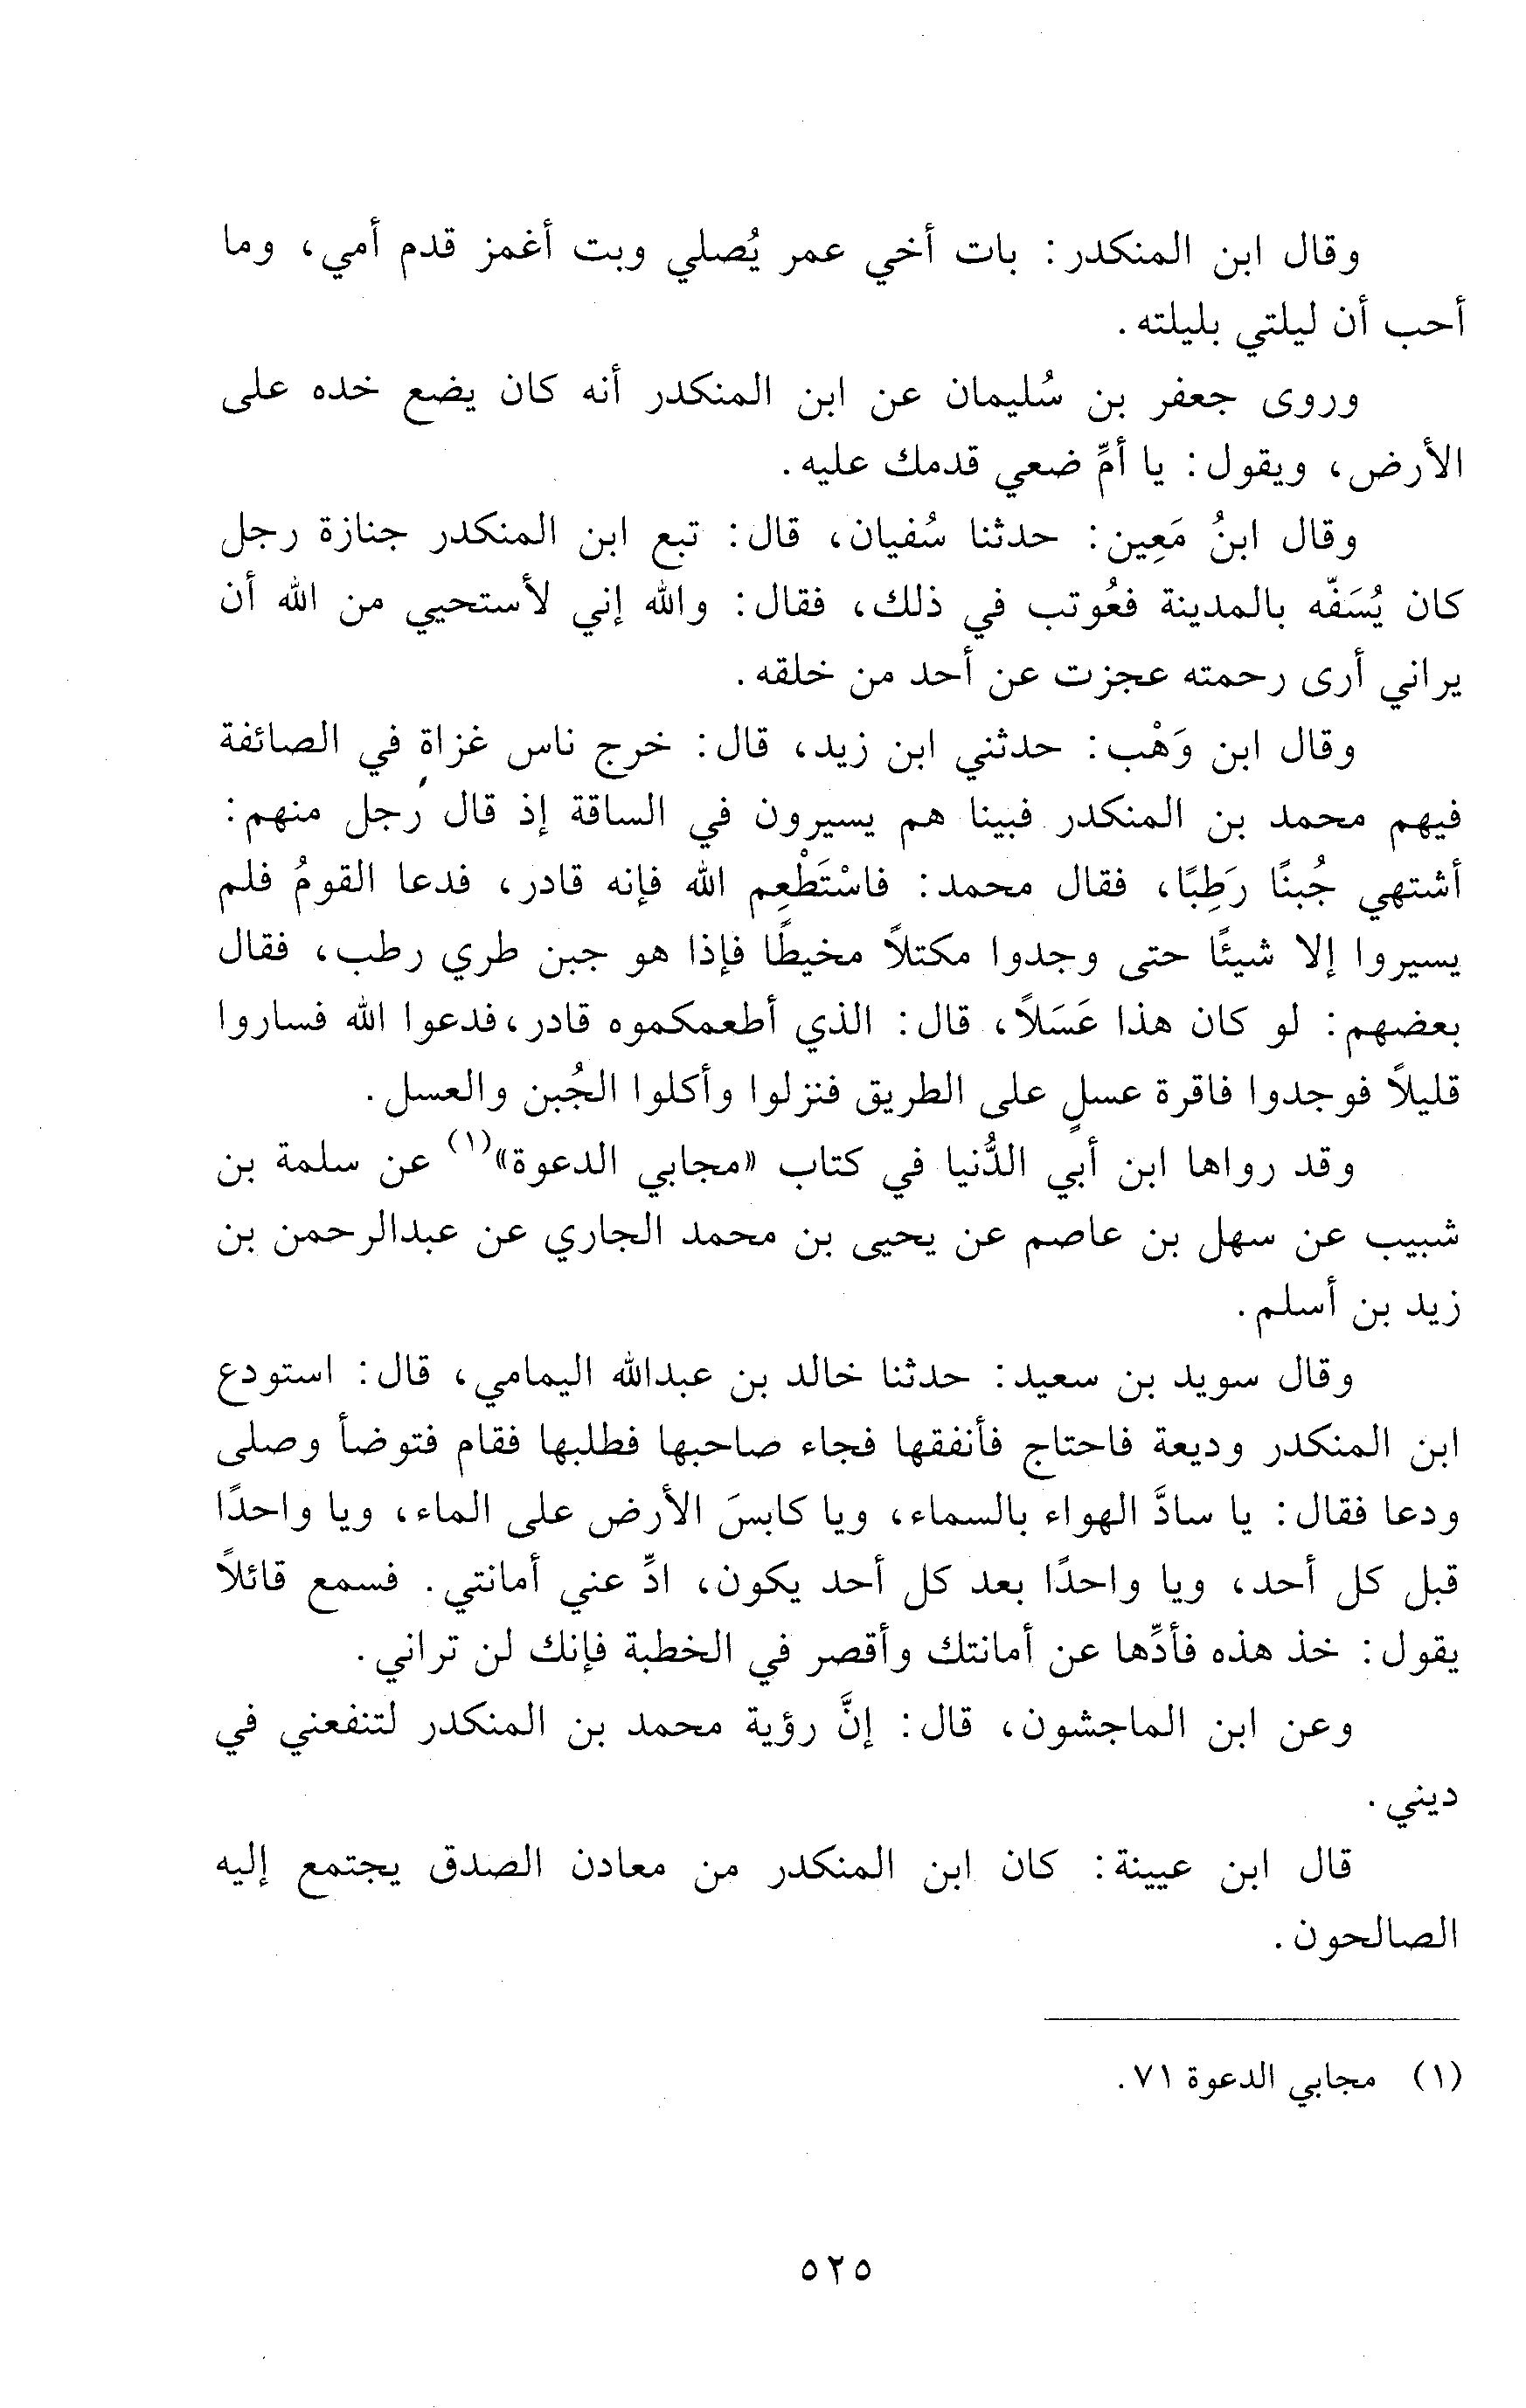 وقال ابن المنكدر: بات أخي عمر يُصلي وبت أغمز قدم أمي، وما
أحب أن ليلتي بليلته.
وروى جعفر بن سُليمان عن ابن المنكدر أنه كان يضع خده على
الأرض، ويقول: يا أمِّ ضعي قدمك عليه.
وقال ابنُ مَعِين: حدثنا سُفيان، قال: تبع ابن المنكدر جنازة رجل
كان يُسَفّه بالمدينة فعُوتب في ذلك، فقال: والله إني لأستحيي من الله أن
يراني أرى رحمته عجزت عن أحد من خلقه.
وقال ابن وَهْب: حدثني ابن زيد، قال: خرج ناس غزاة في الصائفة
فيهم محمد بن المنكدر فبينا هم يسيرون في الساقة إذ قال رجل منهم:
أشتهي جُبنًا رَطِبًا، فقال محمد: فاسْتَطْعِم الله فإنه قادر، فدعا القومُ فلم
يسيروا إلا شيئًا حتى وجدوا مكتلاً مخيطًا فإذا هو جبن طري رطب، فقال
بعضهم: لو كان هذا عَسَلاً، قال: الذي أطعمكموه قادر،فدعوا الله فساروا
قليلاً فوجدوا فاقرة عسلٍ على الطريق فنزلوا وأكلوا الجُبن والعسل.
وقد رواها ابن أبي الدُّنيا في كتاب «مجابي الدعوة»(١) عن سلمة بن
شبيب عن سهل بن عاصم عن يحيى بن محمد الجاري عن عبدالرحمن بن
زيد بن أسلم.
وقال سويد بن سعيد: حدثنا خالد بن عبدالله اليمامي، قال: استودع
ابن المنكدر وديعة فاحتاج فأنفقها فجاء صاحبها فطلبها فقام فتوضأ وصلى
ودعا فقال: يا سادَّ الهواء بالسماء، ويا كابسَ الأرض على الماء، ويا واحدًا
قبل كل أحد، ويا واحدًا بعد كل أحد يكون، ادِّ عني أمانتي. فسمع قائلاً
يقول: خذ هذه فأدِّها عن أمانتك وأقصر في الخطبة فإنك لن تراني.
وعن ابن الماجشون، قال: إنَّ رؤية محمد بن المنكدر لتنفعني في
ديني.
قال ابن عيينة: كان ابن المنكدر من معادن الصدق يجتمع إليه
الصالحون.
(١) مجابي الدعوة ٧١.
٥٢٥